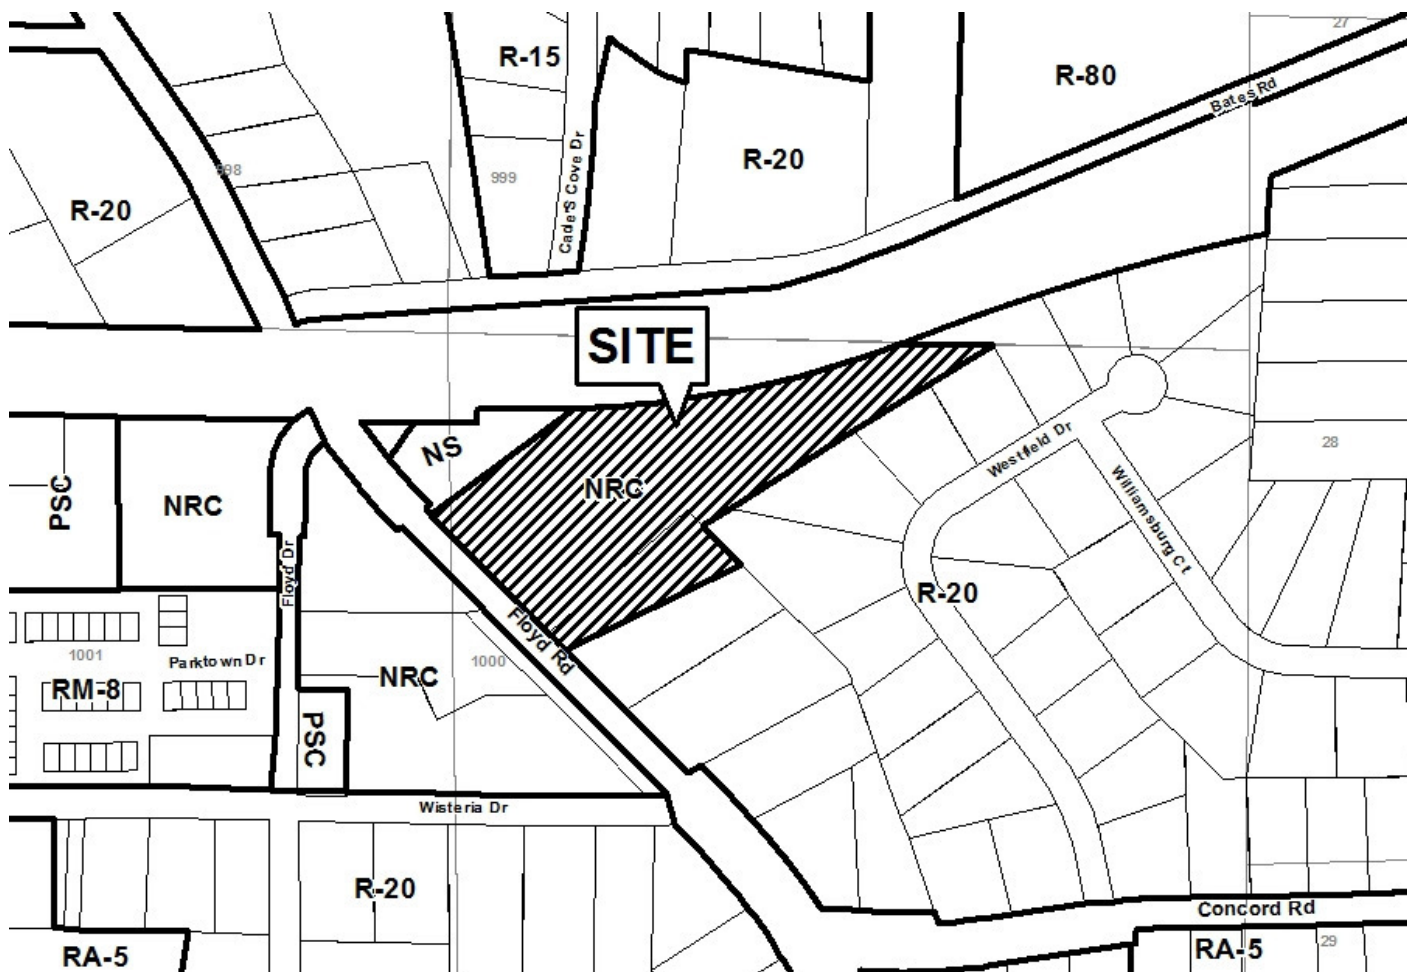 27
R-15
R-80
Bates Rd
R-20
998
999
Cade'S Cove Dr
R-20
SITE
NS
Westfield Dr
28
PSC
NRC
NRC
Williamsburg Ct
Floyd Dr
R-20
Floyd Rd
1001
Parktown Dr
1000
RM-8
NRC
PSC
Wisteria Dr
R-20
Concord Rd
RA-5
RA-5
29